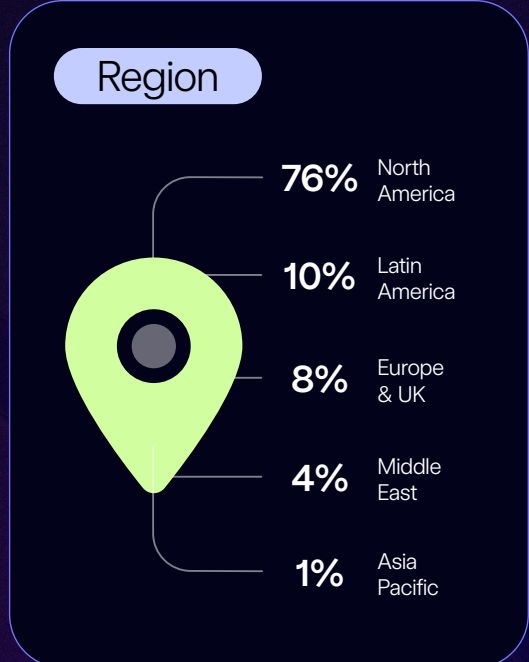 Region
76% North
America
10% Latin
America
8% Europe
& UK
4% Middle
East
1% Asia
Pacific